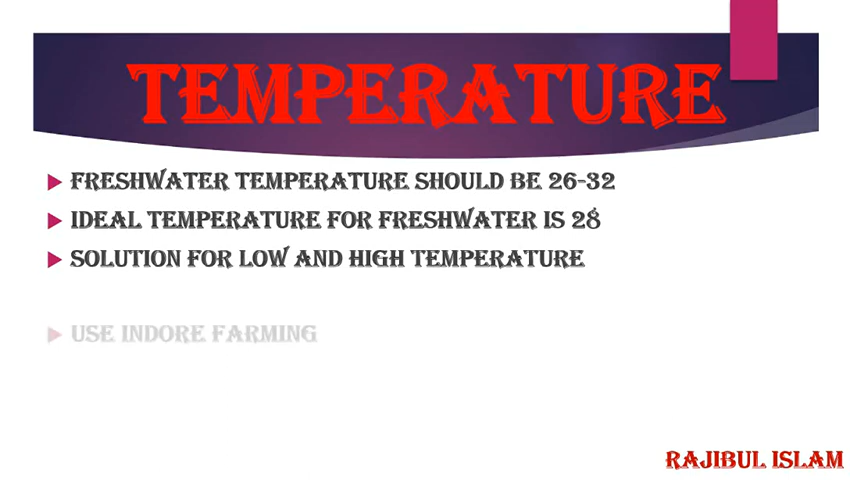 TEMPERATURE
FRESHWATER TEMPERATURE SHOULD BE 26-32
IDEAL TEMPERATURE FOR FRESHWATER IS 28
SOLUTION FOR LOW AND HIGH TEMPERATURE
USE INDORE FARMING
RAJIBUL ISLAM